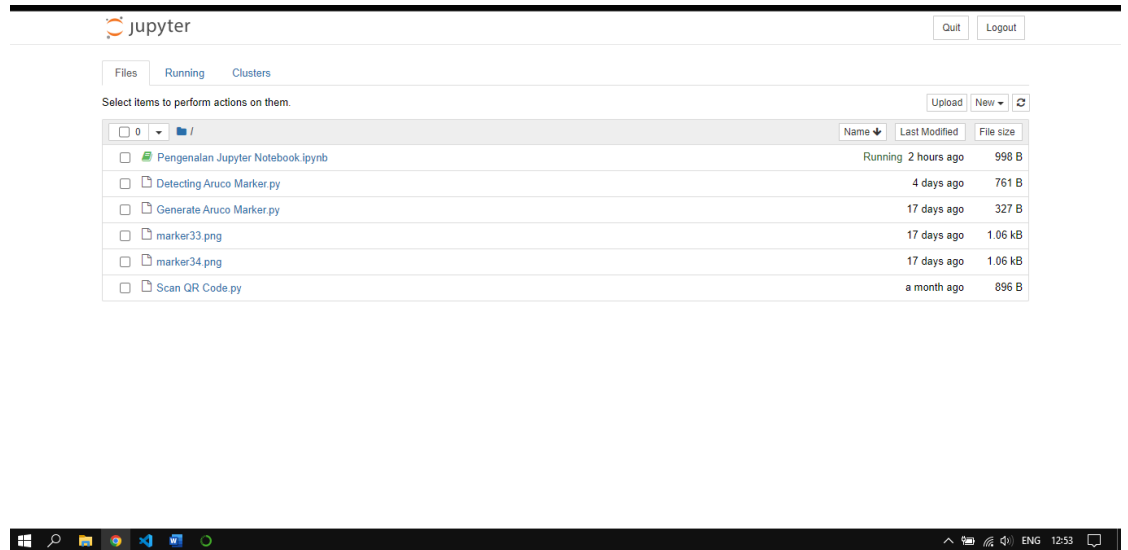 jupyter
Quit Logout
Files Running Clusters
Select items to perform actions on them.
Upload New
0 /
Name Last Modified File size
Pengenalan Jupyter Notebook.ipynb Running 2 hours ago 998 B
Detecting Aruco Marker.py 4 days ago 761 B
Generate Aruco Marker.py 17 days ago 327 B
marker33.png 17 days ago 1.06 kB
marker34.png 17 days ago 1.06 kB
Scan QR Code.py a month ago 896 B
ENG 12:53